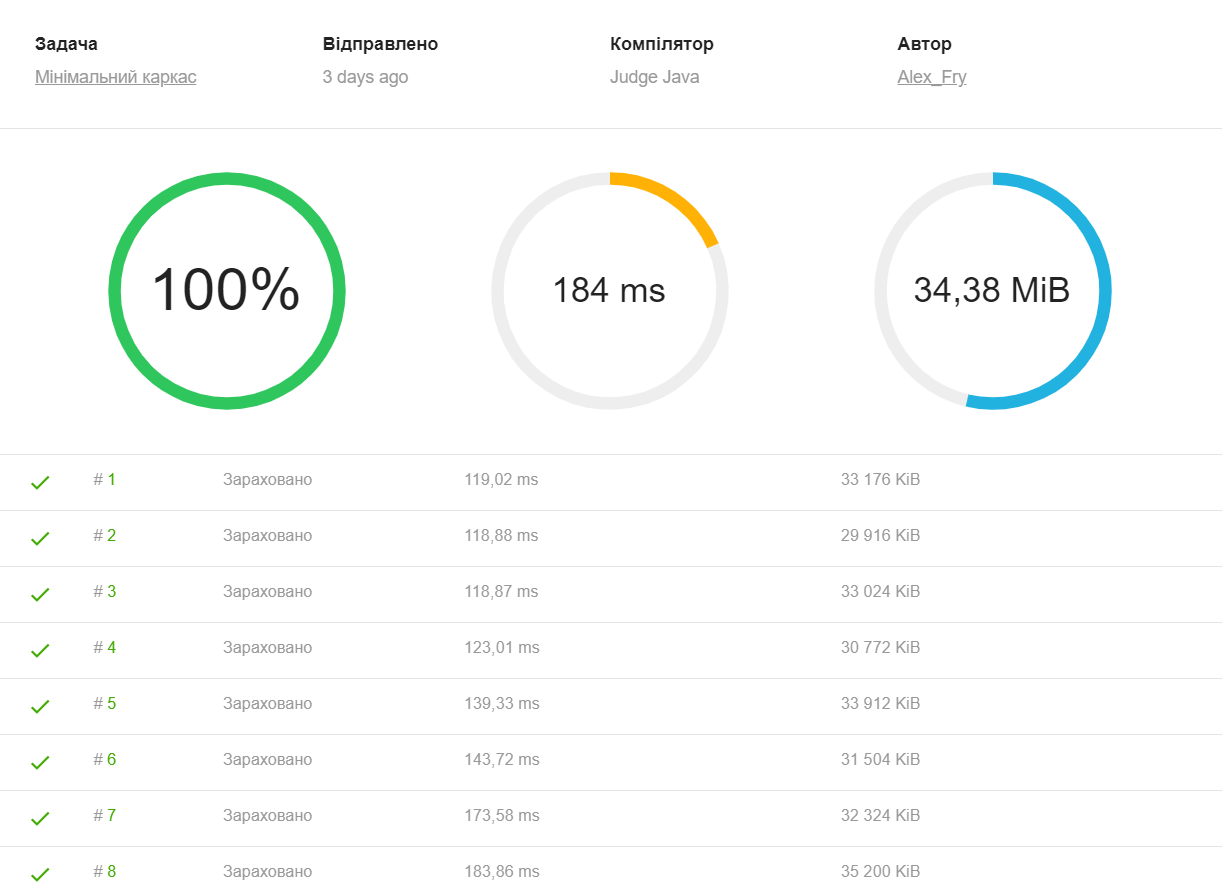 Задача Відправлено Компілятор Автор
Мінімальний каркас 3 days ago Judge Java Alex_Fry
100% 184 ms 34,38 MiB
# 1 Зараховано 119,02 ms 33 176 KiB
# 2 Зараховано 118,88 ms 29 916 KiB
# 3 Зараховано 118,87 ms 33 024 KiB
# 4 Зараховано 123,01 ms 30 772 KiB
# 5 Зараховано 139,33 ms 33 912 KiB
# 6 Зараховано 143,72 ms 31 504 KiB
# 7 Зараховано 173,58 ms 32 324 KiB
# 8 Зараховано 183,86 ms 35 200 KiB